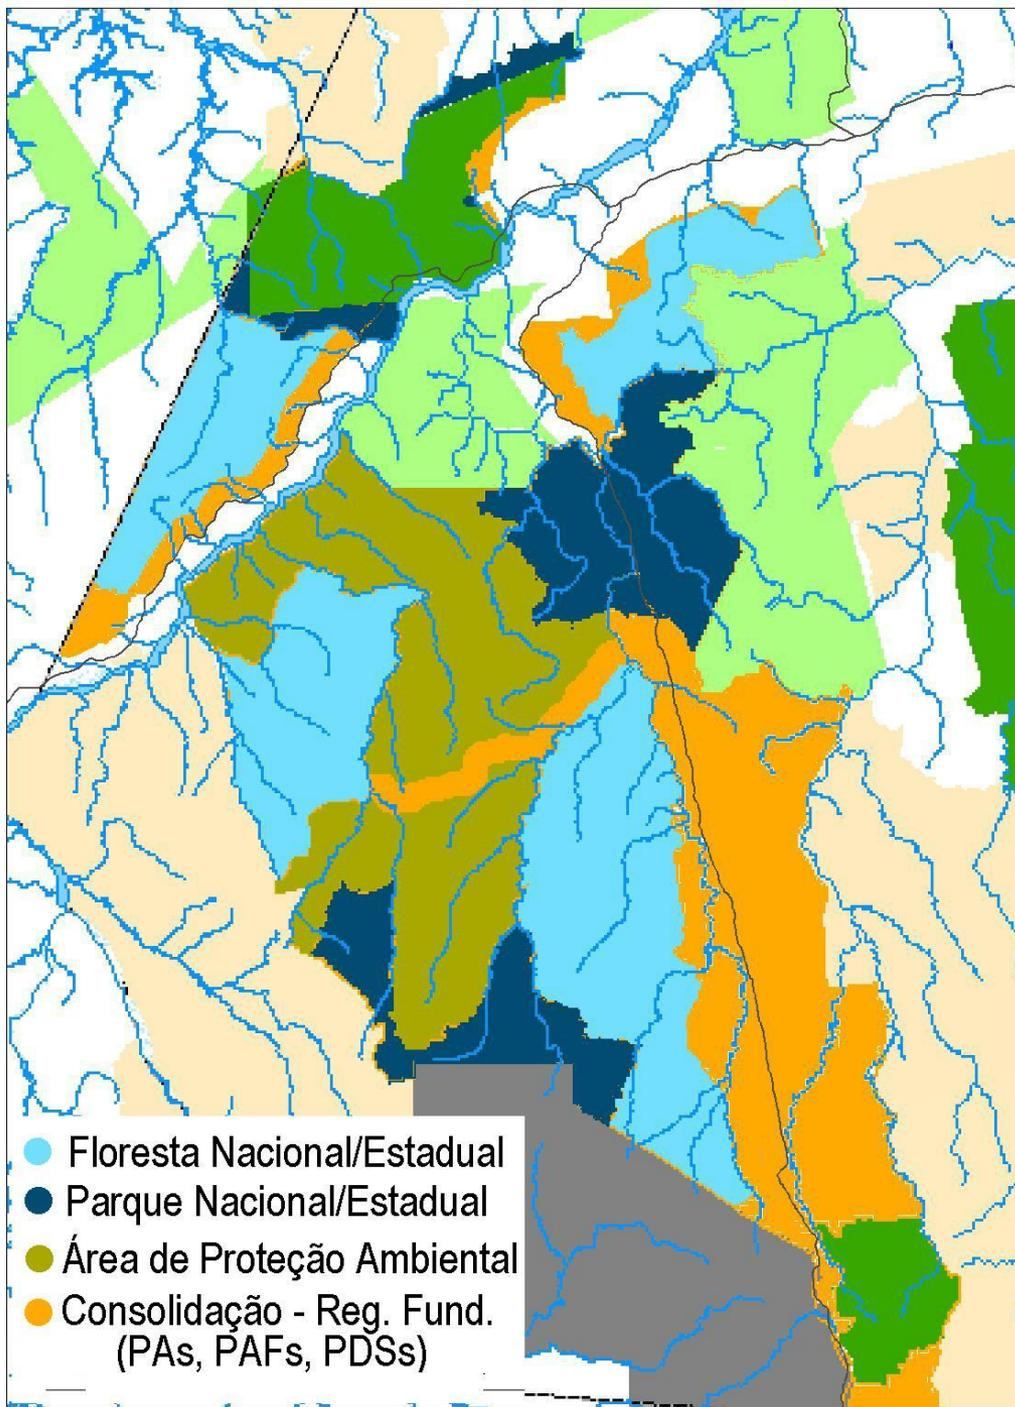 Floresta Nacional/Estadual
Parque Nacional/Estadual
Área de Proteção Ambiental
Consolidação - Reg. Fund.
(PAs, PAFs, PDSs)